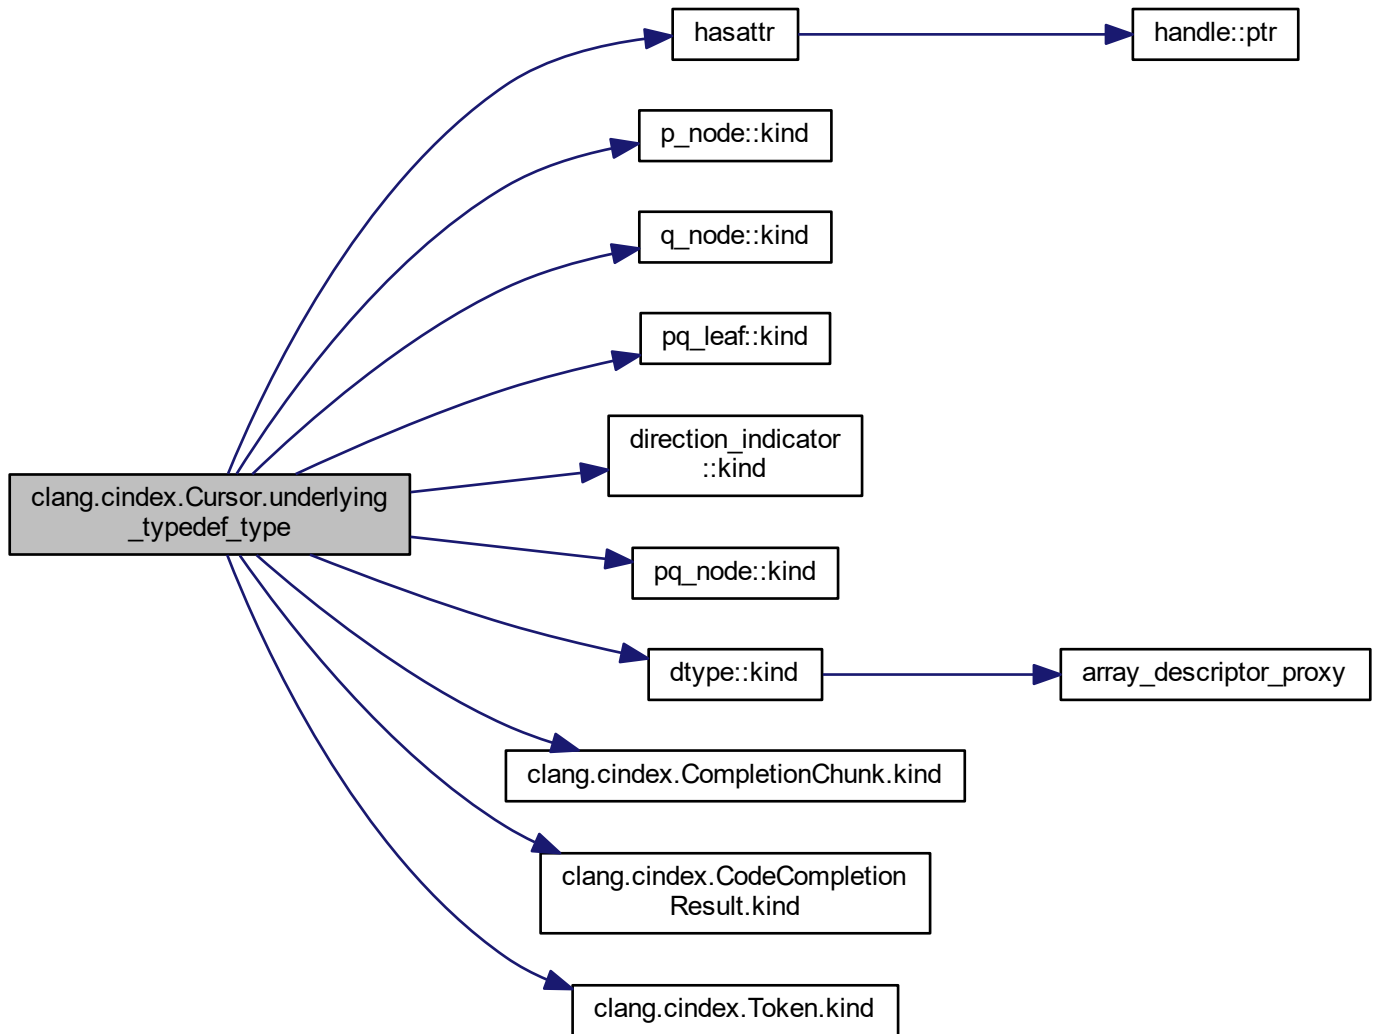 hasattr
handle::ptr
p_node::kind
q_node::kind
pq_leaf::kind
direction_indicator
::kind
clang.cindex.Cursor.underlying
_typedef_type
pq_node::kind
dtype::kind
array_descriptor_proxy
clang.cindex.CompletionChunk.kind
clang.cindex.CodeCompletion
Result.kind
clang.cindex.Token.kind